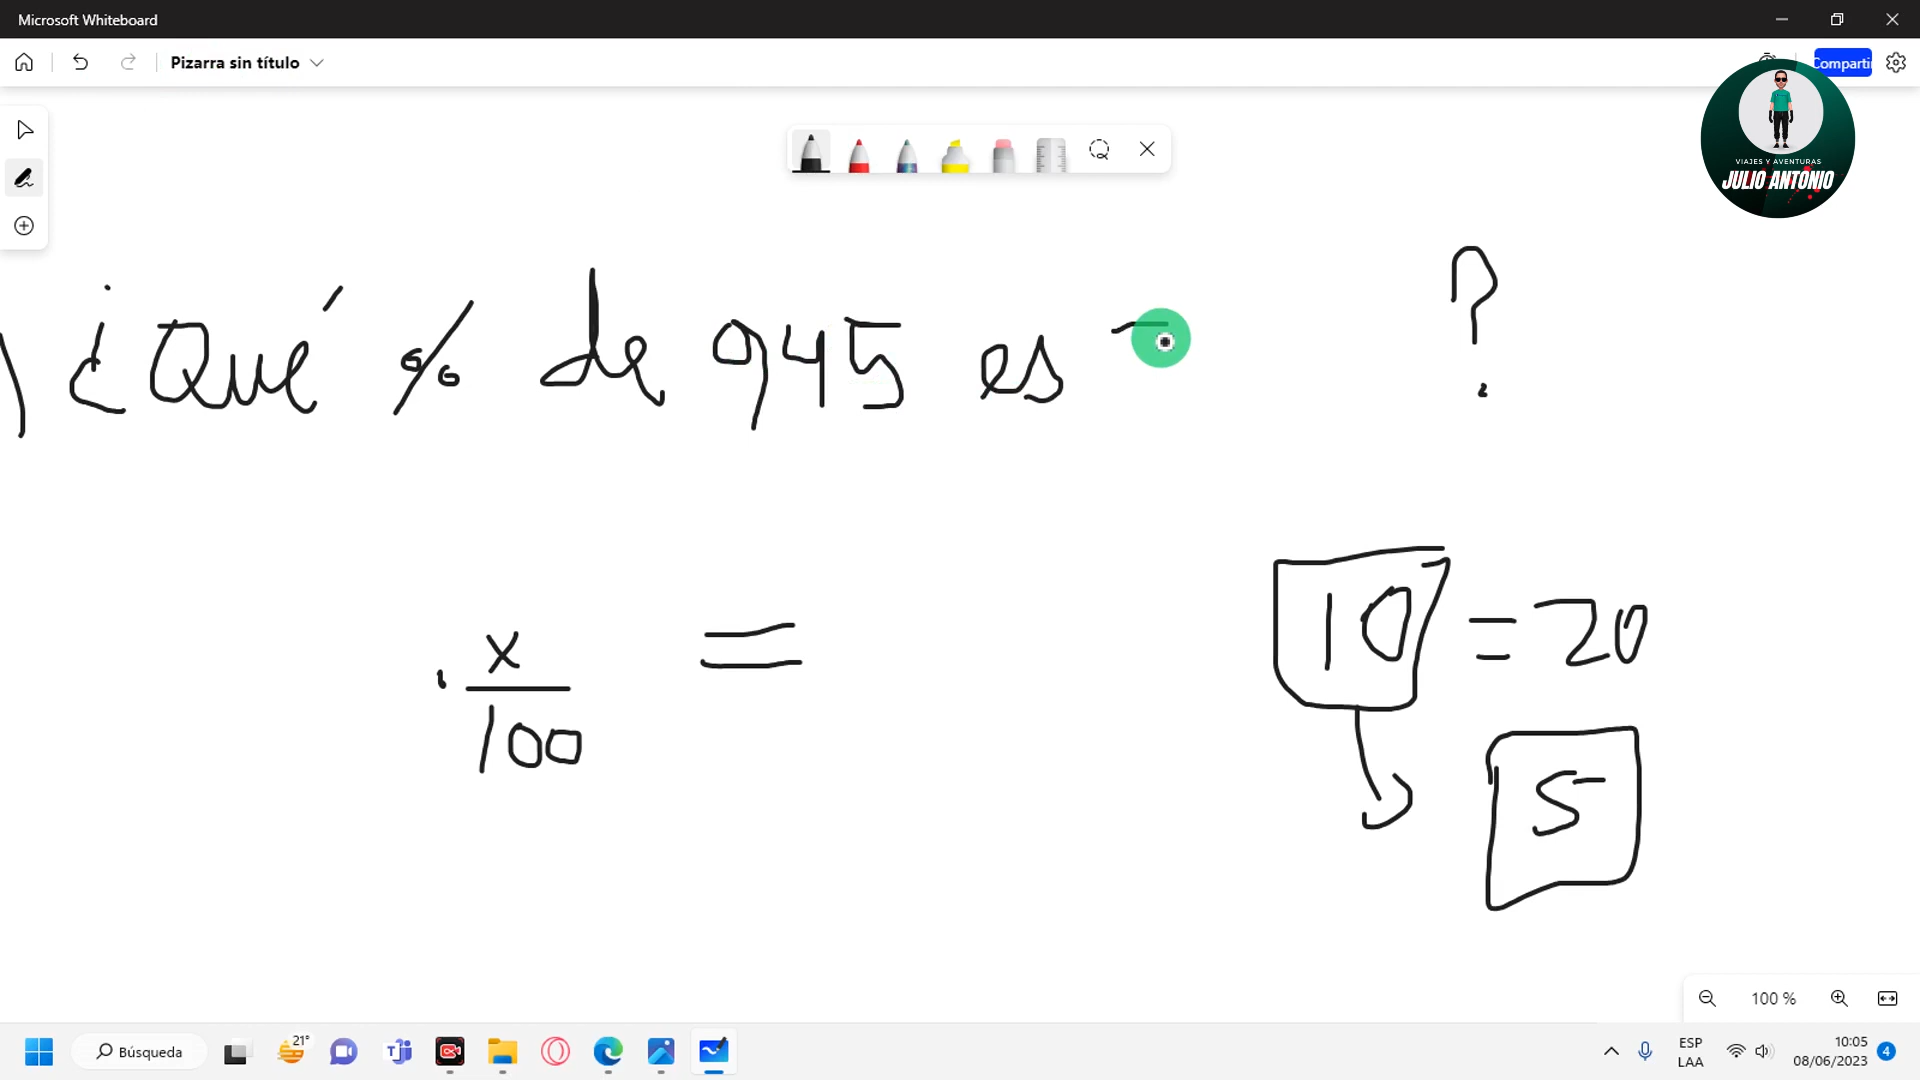 Microsoft Whiteboard
Pizarra sin título
Comparti
VIAJES Y AVENTURAS
JULIO ANTONIO
¿Qué % de 945 es ?
. x = 
100
10 = 20
5
100 %
21°
Búsqueda
ESP
LAA
10:05
08/06/2023
4